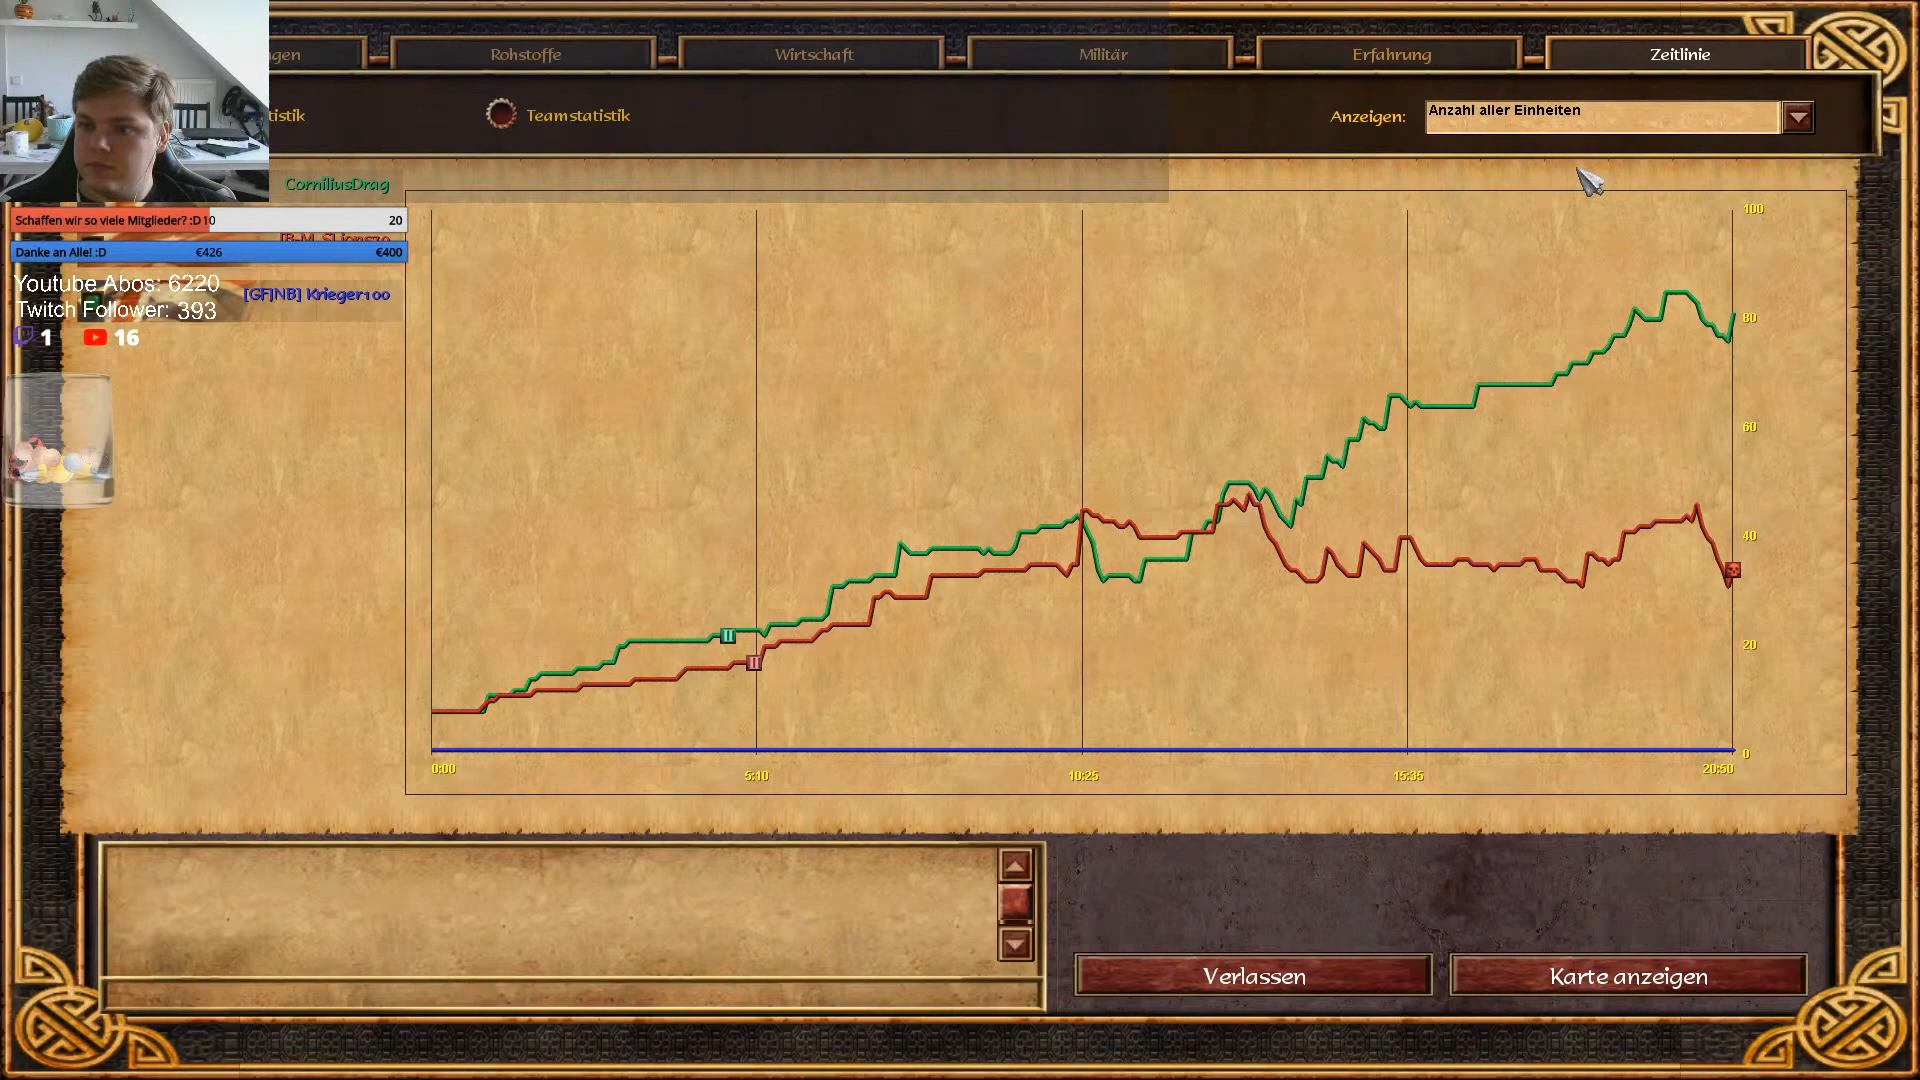 Rohstoffe
Wirtschaft
Militär
Erfahrung
Zeitlinie
Teamstatistik
Anzeigen:
Anzahl aller Einheiten
CorniliusDrag
Schaffen wir so viele Mitglieder? :D 10 20
Danke an Alle! :D €426 €400
Youtube Abos: 6220
[GF]NB] Krieger100
Twitch Follower: 393
1 16
100
80
60
40
20
0
0:00 5:10 10:25 15:35 20:50
Verlassen
Karte anzeigen